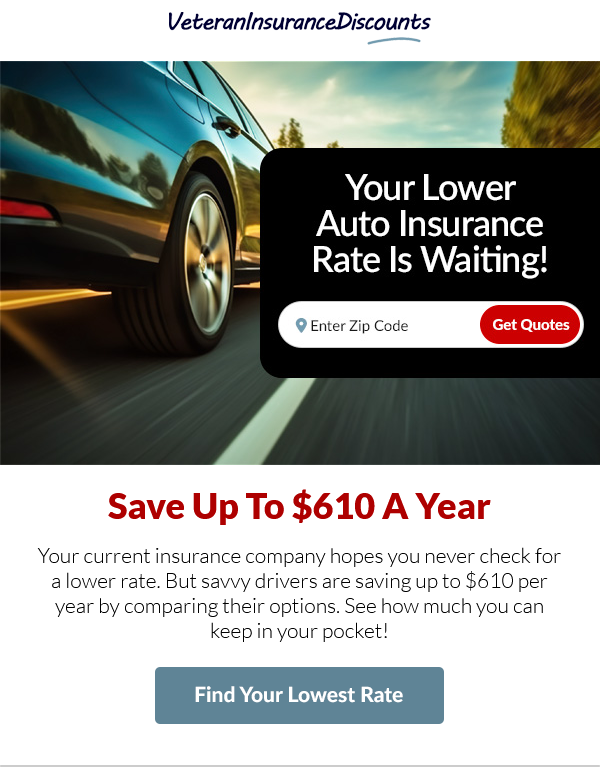 VeteranInsuranceDiscounts
Your Lower
Auto Insurance
Rate Is Waiting!
Enter Zip Code
Get Quotes
Save Up To $610 A Year
Your current insurance company hopes you never check for
a lower rate. But savvy drivers are saving up to $610 per
year by comparing their options. See how much you can
keep in your pocket!
Find Your Lowest Rate